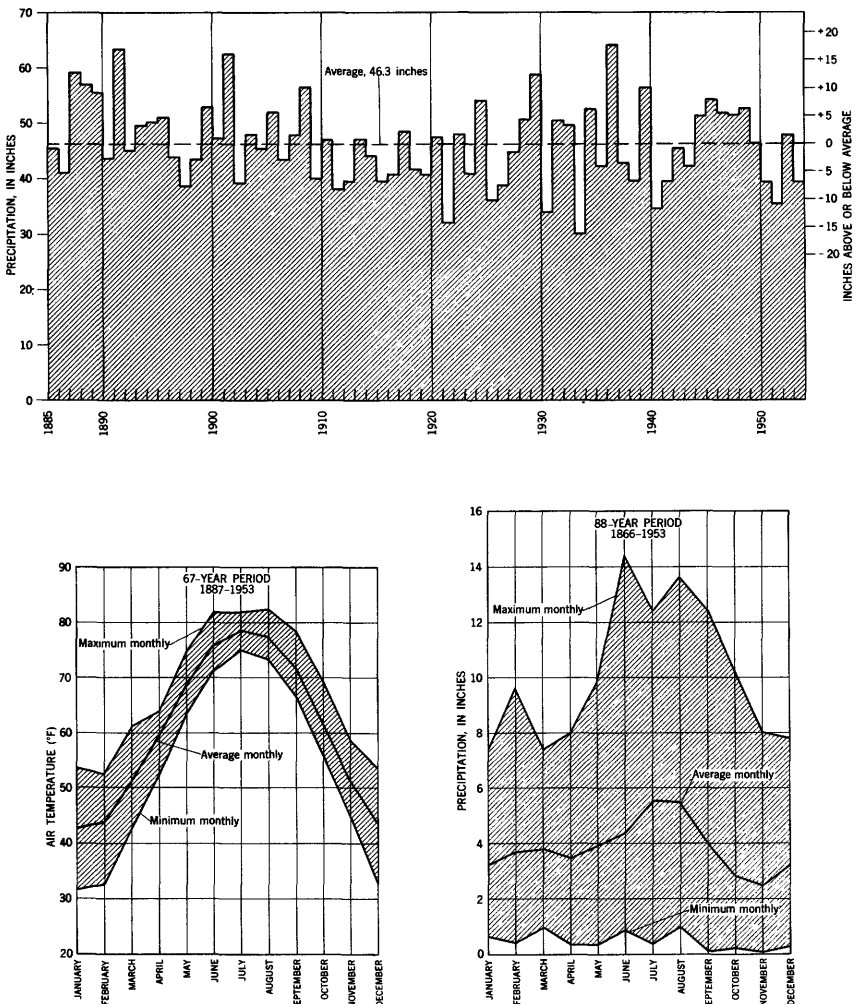 70
60
50
40
30
20
10
0
PRECIPITATION, IN INCHES
Average, 46.3 inches
+20
+15
+10
+5
0
-5
-10
-15
-20
INCHES ABOVE OR BELOW AVERAGE
1885
1890
1900
1910
1920
1930
1940
1950
90
80
70
60
50
40
30
20
AIR TEMPERATURE (°F)
67-YEAR PERIOD
1887-1953
Maximum monthly
Average monthly
Minimum monthly
JANUARY
FEBRUARY
MARCH
APRIL
MAY
JUNE
JULY
AUGUST
SEPTEMBER
OCTOBER
NOVEMBER
DECEMBER
16
14
12
10
8
6
4
2
0
PRECIPITATION, IN INCHES
88-YEAR PERIOD
1866-1953
Maximum monthly
Average monthly
Minimum monthly
JANUARY
FEBRUARY
MARCH
APRIL
MAY
JUNE
JULY
AUGUST
SEPTEMBER
OCTOBER
NOVEMBER
DECEMBER